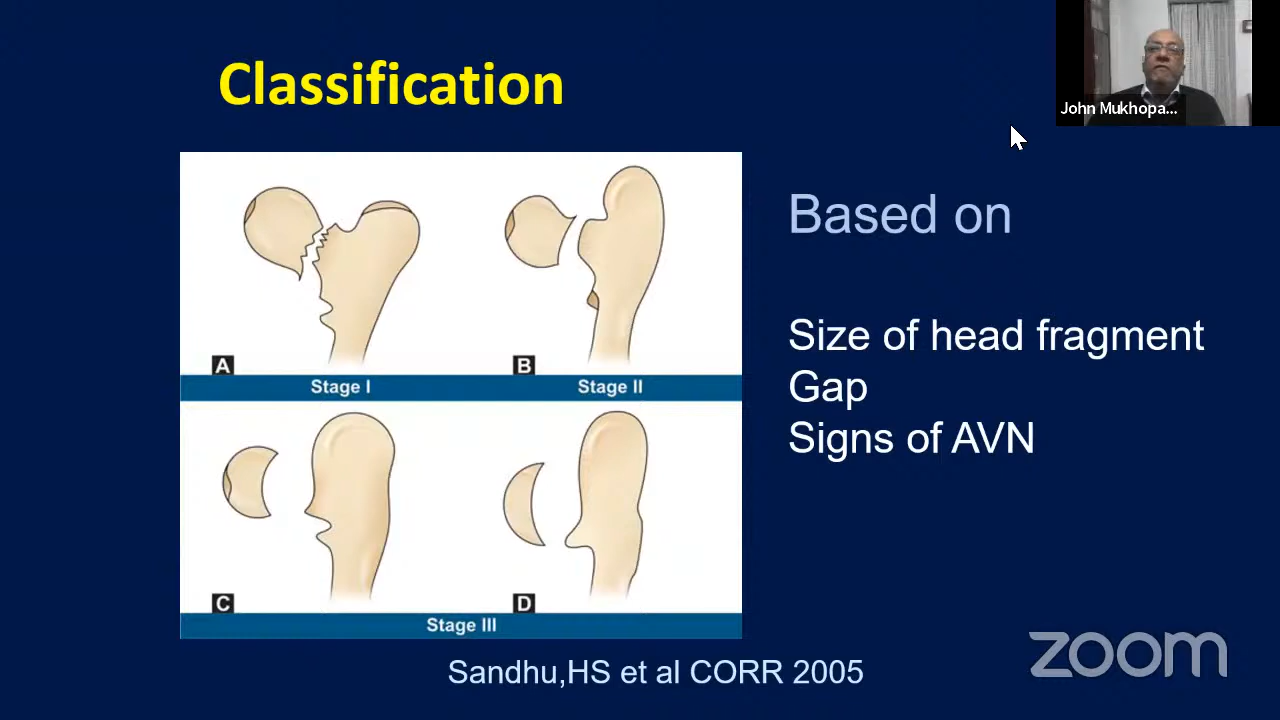 Classification
John Mukhopa...
Based on
Size of head fragment
Gap
Signs of AVN
A
B
Stage I
Stage II
C
D
Stage III
Sandhu,HS et al CORR 2005
zoom